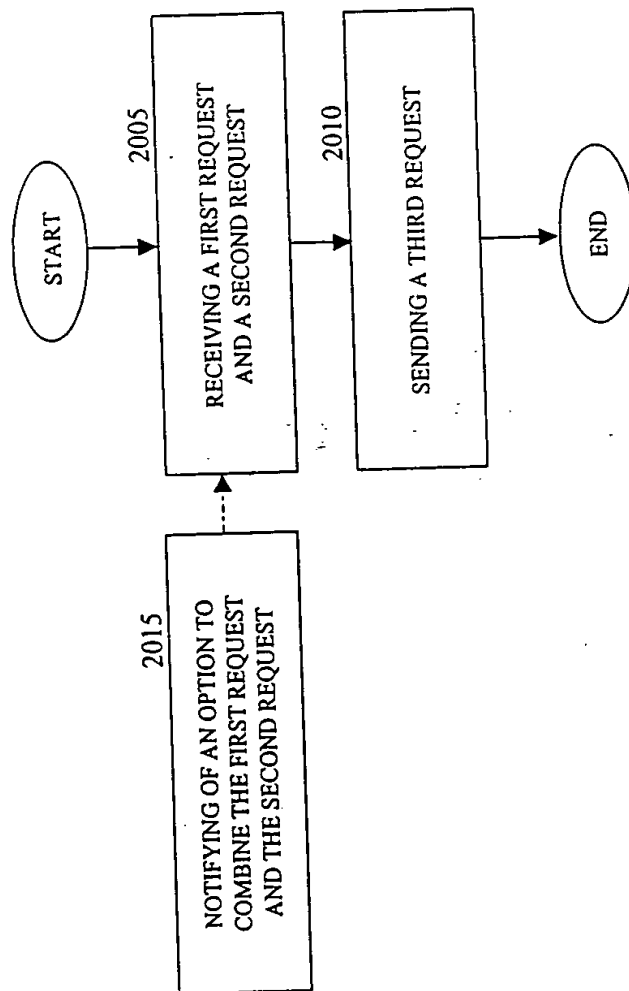 START
2005
RECEIVING A FIRST REQUEST
AND A SECOND REQUEST
2010
SENDING A THIRD REQUEST
END
2015
NOTIFYING OF AN OPTION TO
COMBINE THE FIRST REQUEST
AND THE SECOND REQUEST